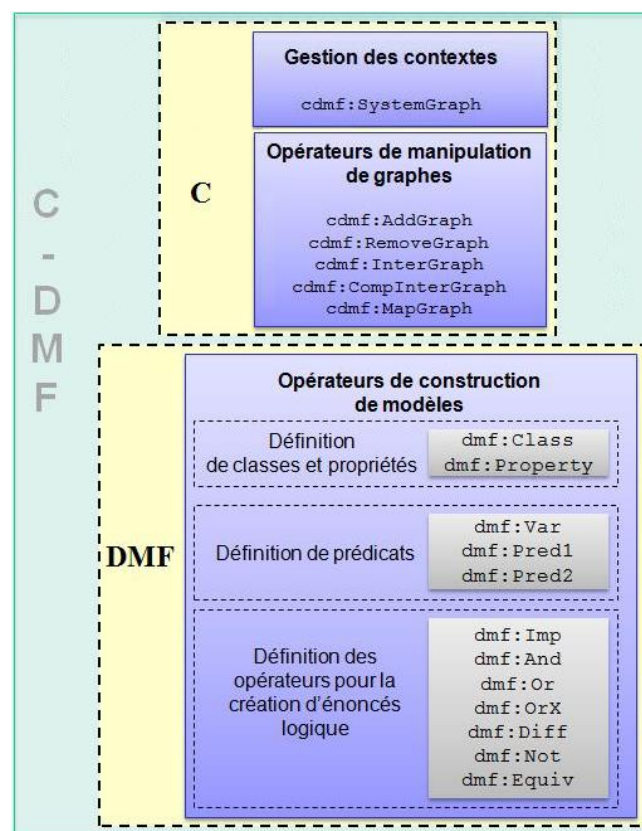 C
-
D
M
F
C
Gestion des contextes
cdmf:SystemGraph
Opérateurs de manipulation
de graphes
cdmf:AddGraph
cdmf:RemoveGraph
cdmf:InterGraph
cdmf:CompInterGraph
cdmf:MapGraph
DMF
Opérateurs de construction
de modèles
Définition
de classes et propriétés
dmf:Class
dmf:Property
Définition de prédicats
dmf:Var
dmf:Pred1
dmf:Pred2
Définition des
opérateurs pour la
création d'énoncés
logique
dmf:Imp
dmf:And
dmf:Or
dmf:OrX
dmf:Diff
dmf:Not
dmf:Equiv